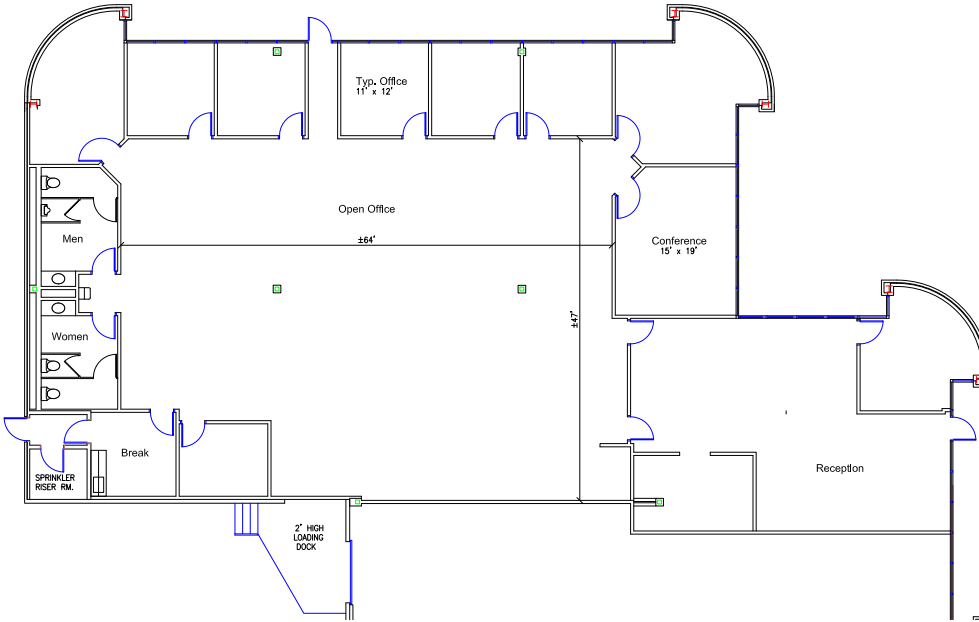 Typ. Office
11' x 12'
Open Office
Men
±64'
Conference
15' x 19'
±47'
Women
Break
Reception
SPRINKLER
RISER RM.
2' HIGH
LOADING
DOCK